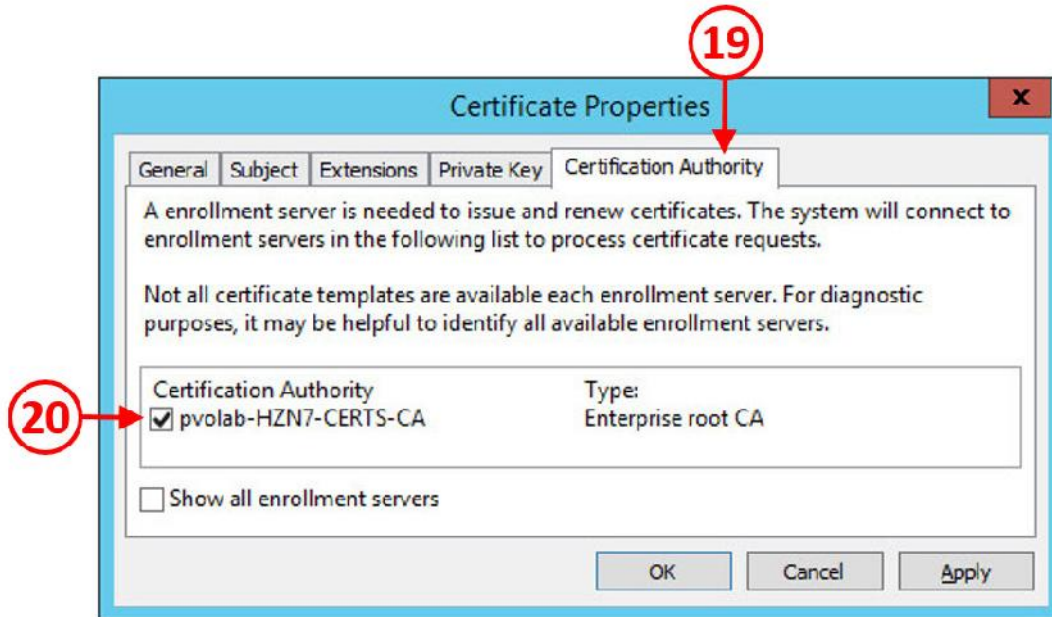 19
Certificate Properties
x
General Subject Extensions Private Key Certification Authority
A enrollment server is needed to issue and renew certificates. The system will connect to
enrollment servers in the following list to process certificate requests.
Not all certificate templates are available each enrollment server. For diagnostic
purposes, it may be helpful to identify all available enrollment servers.
Certification Authority Type:
20 pvolab-HZN7-CERTS-CA Enterprise root CA
Show all enrollment servers
OK Cancel Apply